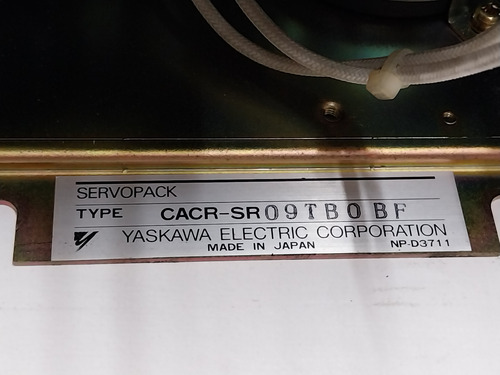 SERVOPACK
TYPE CACR-SR09TB0BF
YASKAWA ELECTRIC CORPORATION
MADE IN JAPAN NP-D3711